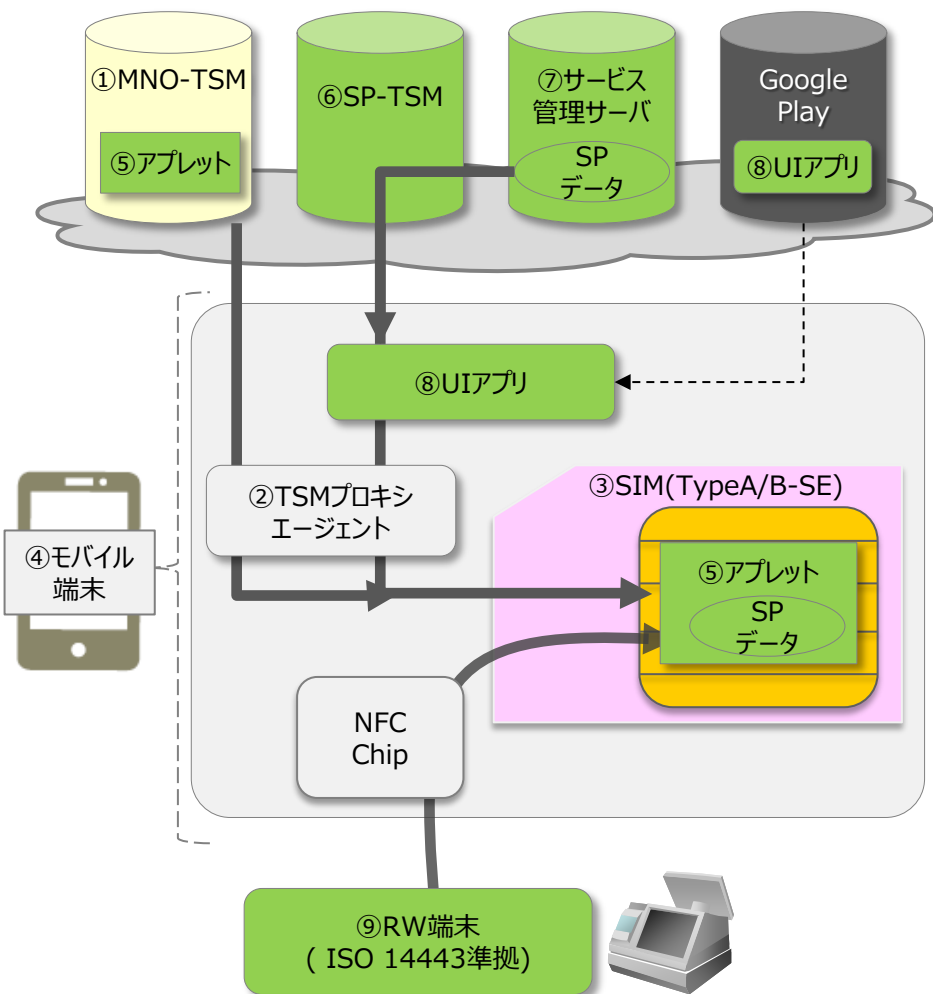 ①MNO-TSM
⑤アプレット
⑥SP-TSM
⑦サービス
管理サーバ
SP
データ
Google
Play
⑧UIアプリ
⑧UIアプリ
②TSMプロキシ
エージェント
③SIM(TypeA/B-SE)
④モバイル
端末
⑤アプレット
SP
データ
NFC
Chip
⑨RW端末
( ISO 14443準拠)